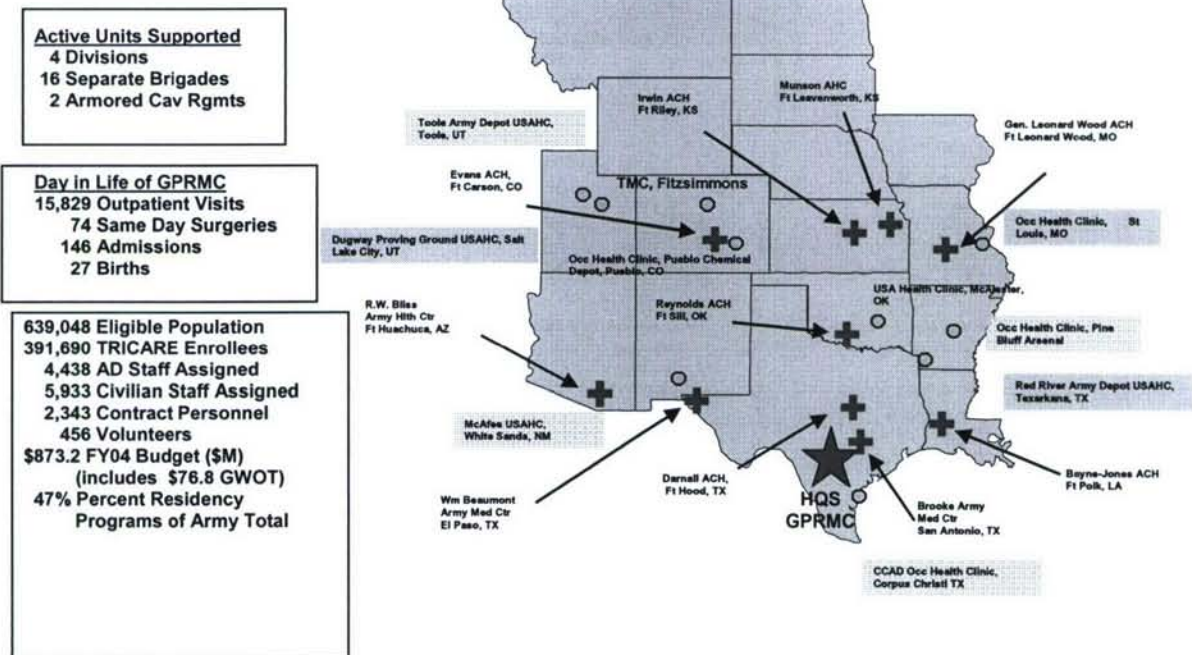 Active Units Supported
4 Divisions
16 Separate Brigades
2 Armored Cav Rgmts
Day in Life of GPRMC
15,829 Outpatient Visits
74 Same Day Surgeries
146 Admissions
27 Births
639,048 Eligible Population
391,690 TRICARE Enrollees
4,438 AD Staff Assigned
5,933 Civilian Staff Assigned
2,343 Contract Personnel
456 Volunteers
$873.2 FY04 Budget ($M)
(includes $76.8 GWOT)
47% Percent Residency
Programs of Army Total
Toole Army Depot USAHC,
Toole, UT
Irwin ACH
Ft Riley, KS
Munson AHC
Ft Leavenworth, KS
Gen. Leonard Wood ACH
Ft Leonard Wood, MO
Evans ACH,
Ft Carson, CO
TMC, Fitzsimmons
Dugway Proving Ground USAHC, Salt
Lake City, UT
Occ Health Clinic, Pueblo Chemical
Depot, Pueblo, CO
Occ Health Clinic, St
Louis, MO
R.W. Bliss
Army Hlth Ctr
Ft Huachuca, AZ
Reynolds ACH
Ft Sill, OK
USA Health Clinic, McAlester,
OK
Occ Health Clinic, Pine
Bluff Arsenal
Red River Army Depot USAHC,
Texarkana, TX
McAfee USAHC,
White Sands, NM
Wm Beaumont
Army Med Ctr
El Paso, TX
Darnall ACH,
Ft Hood, TX
HQS
GPRMC
Brooke Army
Med Ctr
San Antonio, TX
Bayne-Jones ACH
Ft Polk, LA
CCAD Occ Health Clinic,
Corpus Christi TX